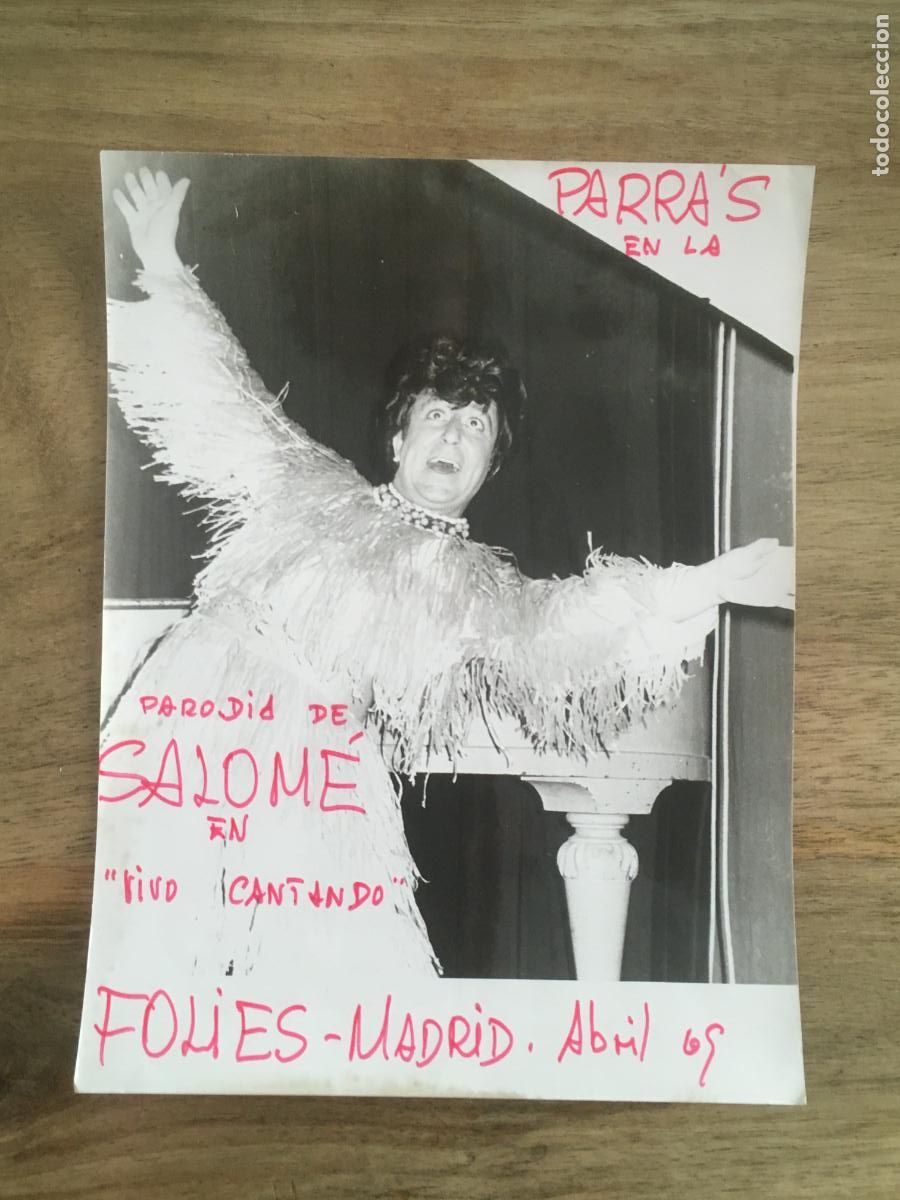 todocoleccion
PARRA'S
EN LA
PARODIA DE
SALOMÉ
EN
"VIVO CANTANDO"
FOLIES-MADRID. Abril 69